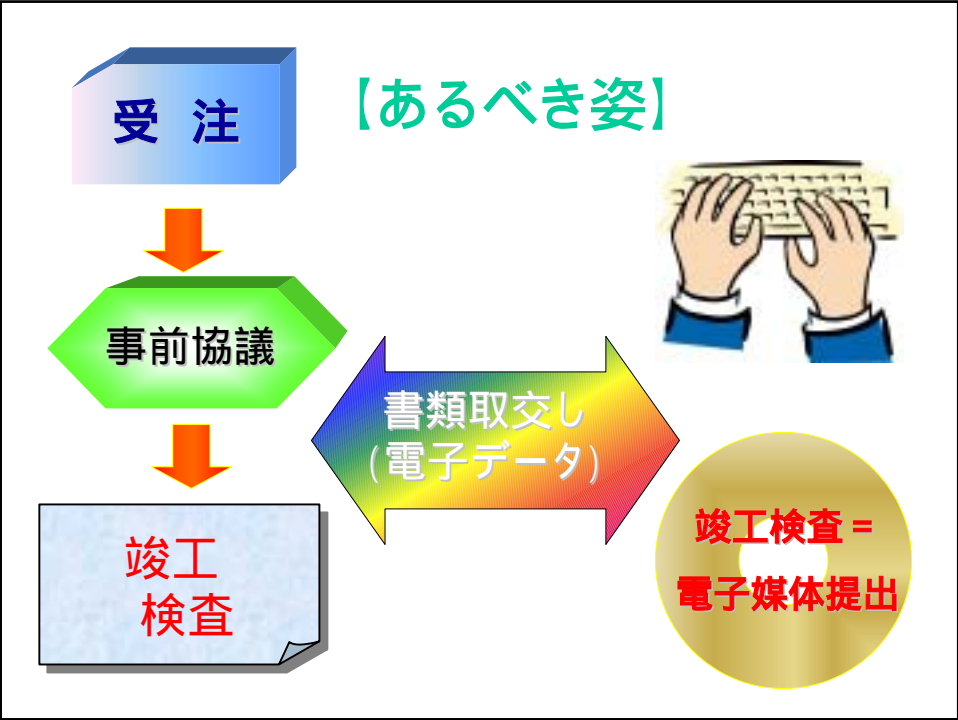 受 注
【あるべき姿】
事前協議
書類取交し
(電子データ)
竣工
検査
竣工検査=
電子媒体提出